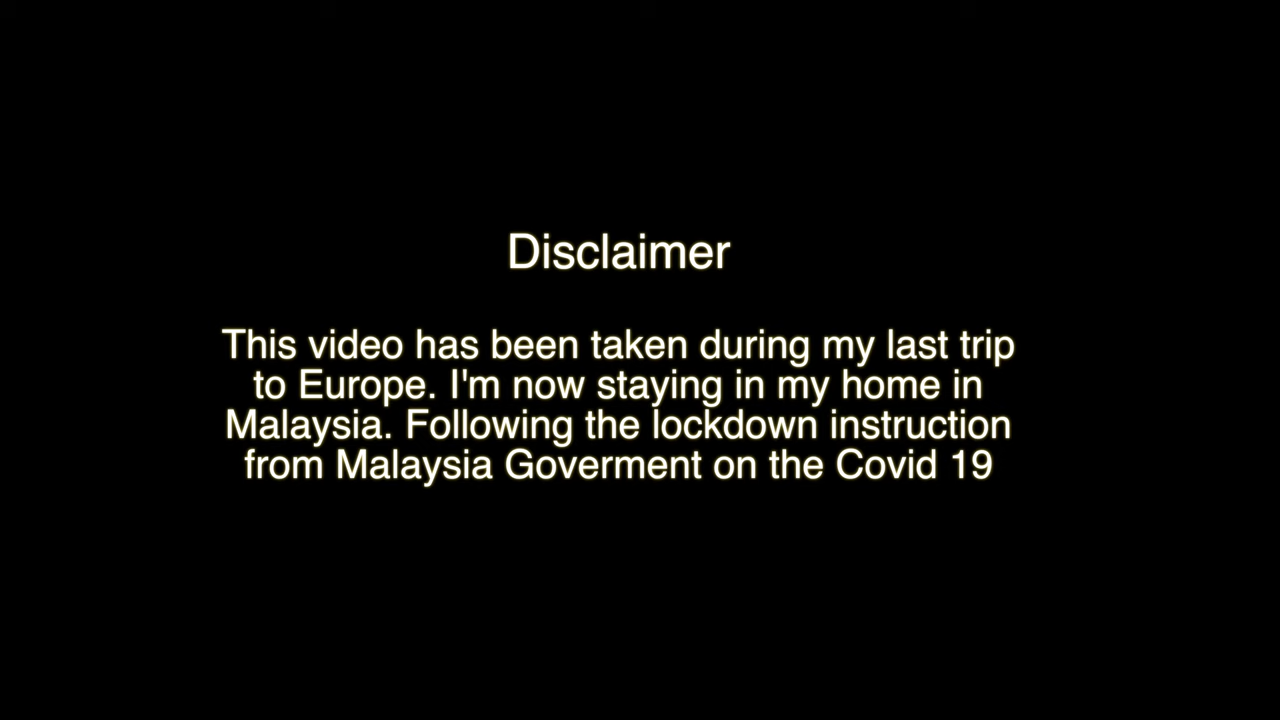 Disclaimer
This video has been taken during my last trip
to Europe. I'm now staying in my home in
Malaysia. Following the lockdown instruction
from Malaysia Goverment on the Covid 19